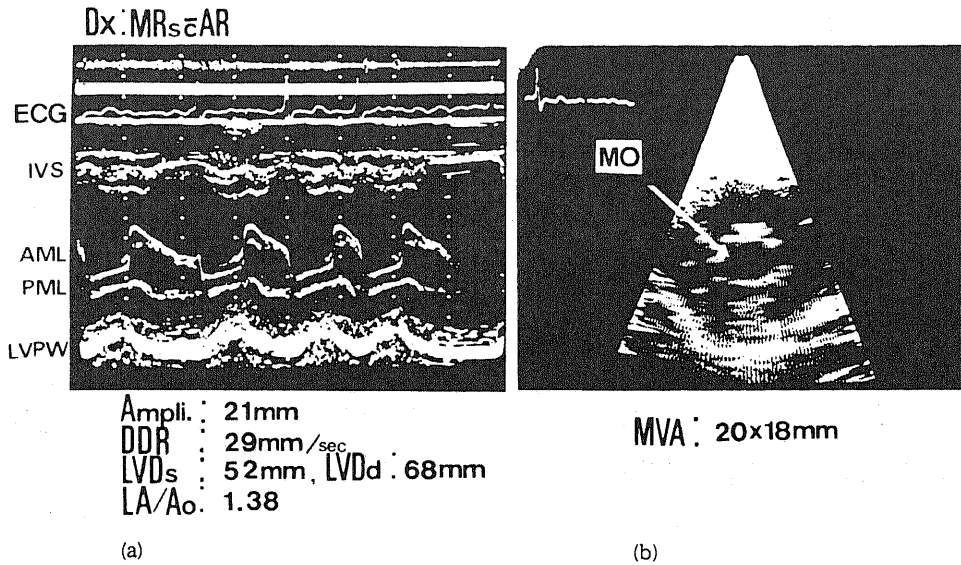 Dx:MRs c̄ AR
ECG
IVS
AML
PML
LVPW
MO
Ampli.: 21mm
DDR : 29mm/sec
LVDs : 52mm, LVDd : 68mm
LA/Ao: 1.38
MVA: 20x18mm
(a)
(b)